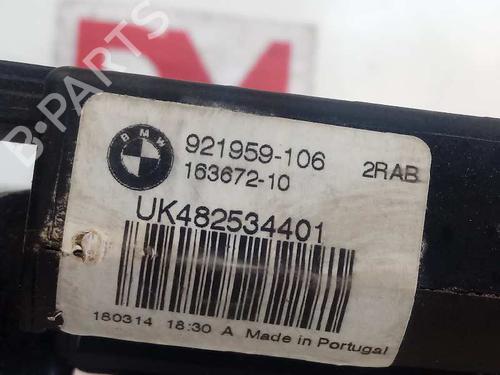 BMW
921959-106
163672-10
2RAB
UK482534401
180314 18:30 A Made in Portugal
B-PARTS